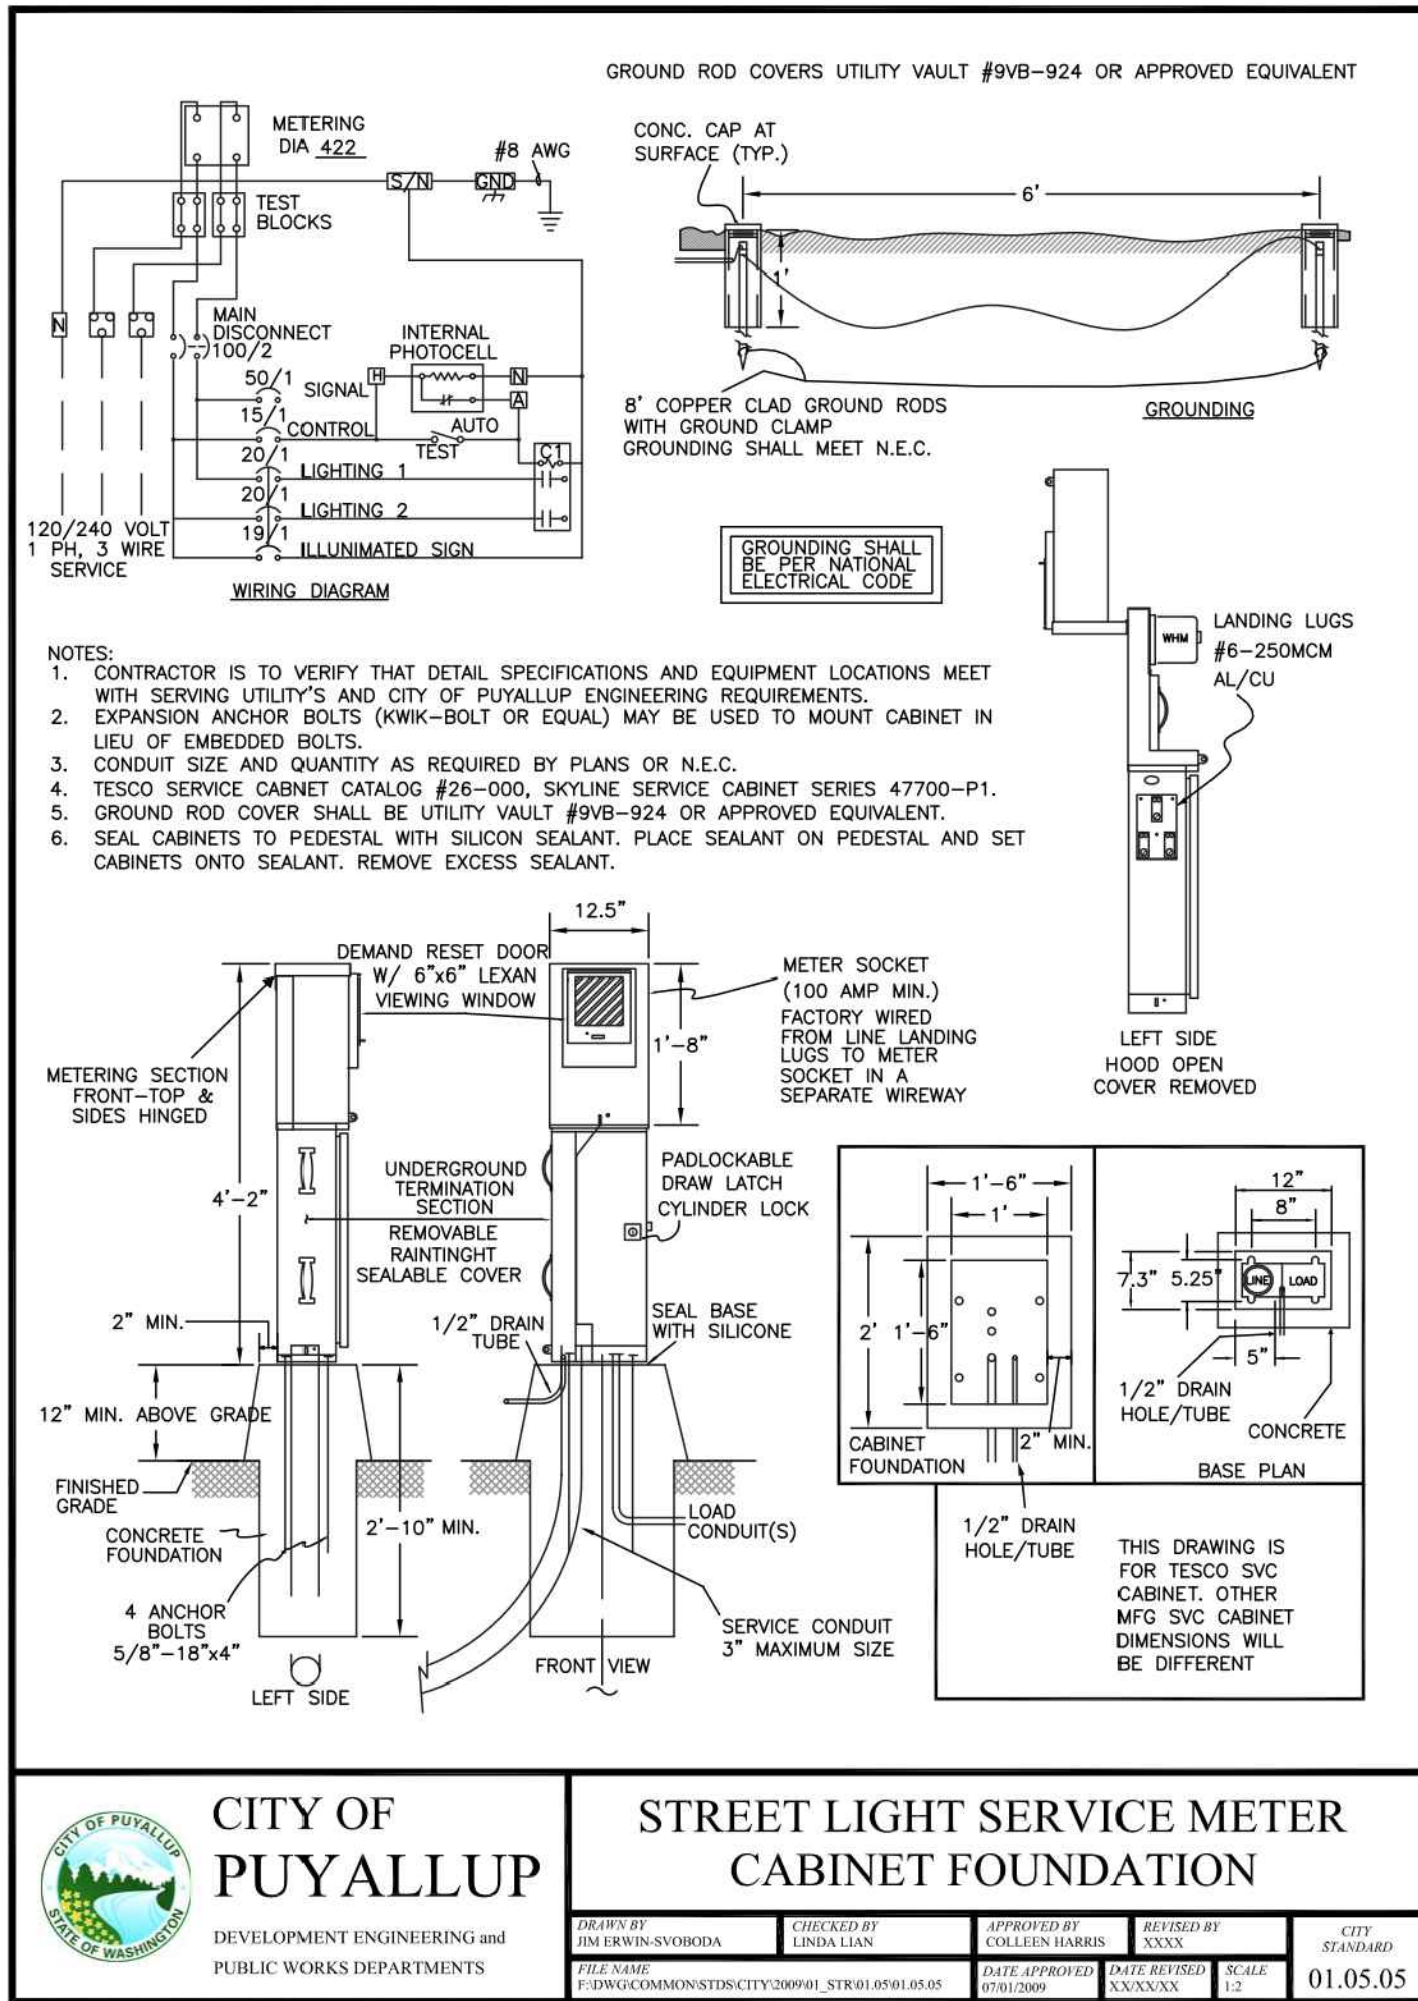 GROUND ROD COVERS UTILITY VAULT #9VB-924 OR APPROVED EQUIVALENT
METERING
DIA 422
#8 AWG
S/N
GND
TEST
BLOCKS
N
MAIN
DISCONNECT
100/2
INTERNAL
PHOTOCELL
50/1
SIGNAL
H
N
A
15/1
CONTROL
AUTO
TEST
C1
20/1
LIGHTING 1
20/1
LIGHTING 2
19/1
ILLUNIMATED SIGN
120/240 VOLT
1 PH, 3 WIRE
SERVICE
WIRING DIAGRAM
CONC. CAP AT
SURFACE (TYP.)
6'
1'
8' COPPER CLAD GROUND RODS
WITH GROUND CLAMP
GROUNDING SHALL MEET N.E.C.
GROUNDING
GROUNDING SHALL
BE PER NATIONAL
ELECTRICAL CODE
WHM
LANDING LUGS
#6-250MCM
AL/CU
LEFT SIDE
HOOD OPEN
COVER REMOVED
NOTES:
1. CONTRACTOR IS TO VERIFY THAT DETAIL SPECIFICATIONS AND EQUIPMENT LOCATIONS MEET
WITH SERVING UTILITY'S AND CITY OF PUYALLUP ENGINEERING REQUIREMENTS.
2. EXPANSION ANCHOR BOLTS (KWIK-BOLT OR EQUAL) MAY BE USED TO MOUNT CABINET IN
LIEU OF EMBEDDED BOLTS.
3. CONDUIT SIZE AND QUANTITY AS REQUIRED BY PLANS OR N.E.C.
4. TESCO SERVICE CABNET CATALOG #26-000, SKYLINE SERVICE CABINET SERIES 47700-P1.
5. GROUND ROD COVER SHALL BE UTILITY VAULT #9VB-924 OR APPROVED EQUIVALENT.
6. SEAL CABINETS TO PEDESTAL WITH SILICON SEALANT. PLACE SEALANT ON PEDESTAL AND SET
CABINETS ONTO SEALANT. REMOVE EXCESS SEALANT.
12.5"
DEMAND RESET DOOR
W/ 6"x6" LEXAN
VIEWING WINDOW
METER SOCKET
(100 AMP MIN.)
FACTORY WIRED
FROM LINE LANDING
LUGS TO METER
SOCKET IN A
SEPARATE WIREWAY
1'-8"
METERING SECTION
FRONT-TOP &
SIDES HINGED
4'-2"
UNDERGROUND
TERMINATION
SECTION
REMOVABLE
RAINTINGHT
SEALABLE COVER
PADLOCKABLE
DRAW LATCH
CYLINDER LOCK
2" MIN.
1/2" DRAIN
TUBE
SEAL BASE
WITH SILICONE
12" MIN. ABOVE GRADE
FINISHED
GRADE
CONCRETE
FOUNDATION
2'-10" MIN.
LOAD
CONDUIT(S)
4 ANCHOR
BOLTS
5/8"-18"x4"
SERVICE CONDUIT
3" MAXIMUM SIZE
LEFT SIDE
FRONT VIEW
1'-6"
1'
2'
1'-6"
2" MIN.
CABINET
FOUNDATION
1/2" DRAIN
HOLE/TUBE
12"
8"
7.3"
5.25"
LINE
LOAD
5"
1/2" DRAIN
HOLE/TUBE
CONCRETE
BASE PLAN
THIS DRAWING IS
FOR TESCO SVC
CABINET. OTHER
MFG SVC CABINET
DIMENSIONS WILL
BE DIFFERENT
CITY OF PUYALLUP
STATE OF WASHINGTON
CITY OF
PUYALLUP
DEVELOPMENT ENGINEERING and
PUBLIC WORKS DEPARTMENTS
STREET LIGHT SERVICE METER
CABINET FOUNDATION
DRAWN BY
JIM ERWIN-SVOBODA
CHECKED BY
LINDA LIAN
APPROVED BY
COLLEEN HARRIS
REVISED BY
XXXX
FILE NAME
F:\DWG\COMMON\STDS\CITY\2009\01_STR\01.05\01.05.05
DATE APPROVED
07/01/2009
DATE REVISED
XX/XX/XX
SCALE
1:2
CITY
STANDARD
01.05.05